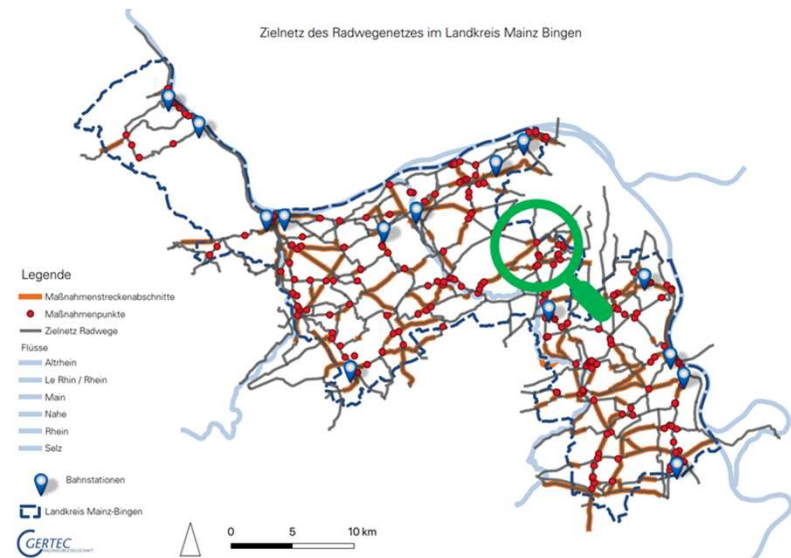 Zielnetz des Radwegenetzes im Landkreis Mainz Bingen
Legende
Maßnahmenstreckenabschnitte
Maßnahmenpunkte
Zielnetz Radwege
Flüsse
Altrhein
Le Rhin / Rhein
Main
Nahe
Rhein
Selz
Bahnstationen
Landkreis Mainz-Bingen
GERTEC
INGENIEURGESELLSCHAFT
0 5 10 km